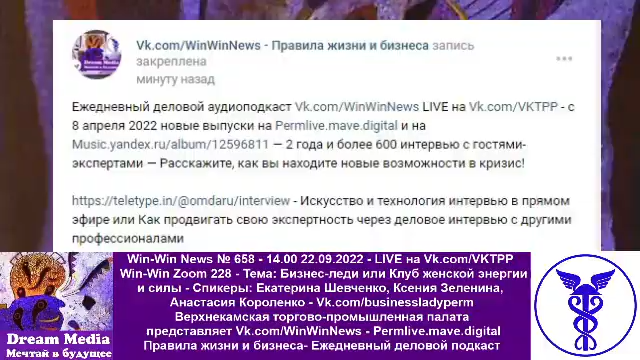 Vk.com/WinWinNews - Правила жизни и бизнеса запись
закреплена
минуту назад
Ежедневный деловой аудиоподкаст Vk.com/WinWinNews LIVE на Vk.com/VKTPP - с
8 апреля 2022 новые выпуски на Permlive.mave.digital и на
Music.yandex.ru/album/12596811 — 2 года и более 600 интервью с гостями-
экспертами — Расскажите, как вы находите новые возможности в кризис!
https://teletype.in/@omdaru/interview - Искусство и технология интервью в прямом
эфире или Как продвигать свою экспертность через деловое интервью с другими
профессионалами
Win-Win News № 658 - 14.00 22.09.2022 - LIVE на Vk.com/VKTPP
Win-Win Zoom 228 - Тема: Бизнес-леди или Клуб женской энергии
и силы - Спикеры: Екатерина Шевченко, Ксения Зеленина,
Анастасия Короленко - Vk.com/businessladyperm
Верхнекамская торгово-промышленная палата
представляет Vk.com/WinWinNews - Permlive.mave.digital
Правила жизни и бизнеса- Ежедневный деловой подкаст
Dream Media
Мечтай в будущее